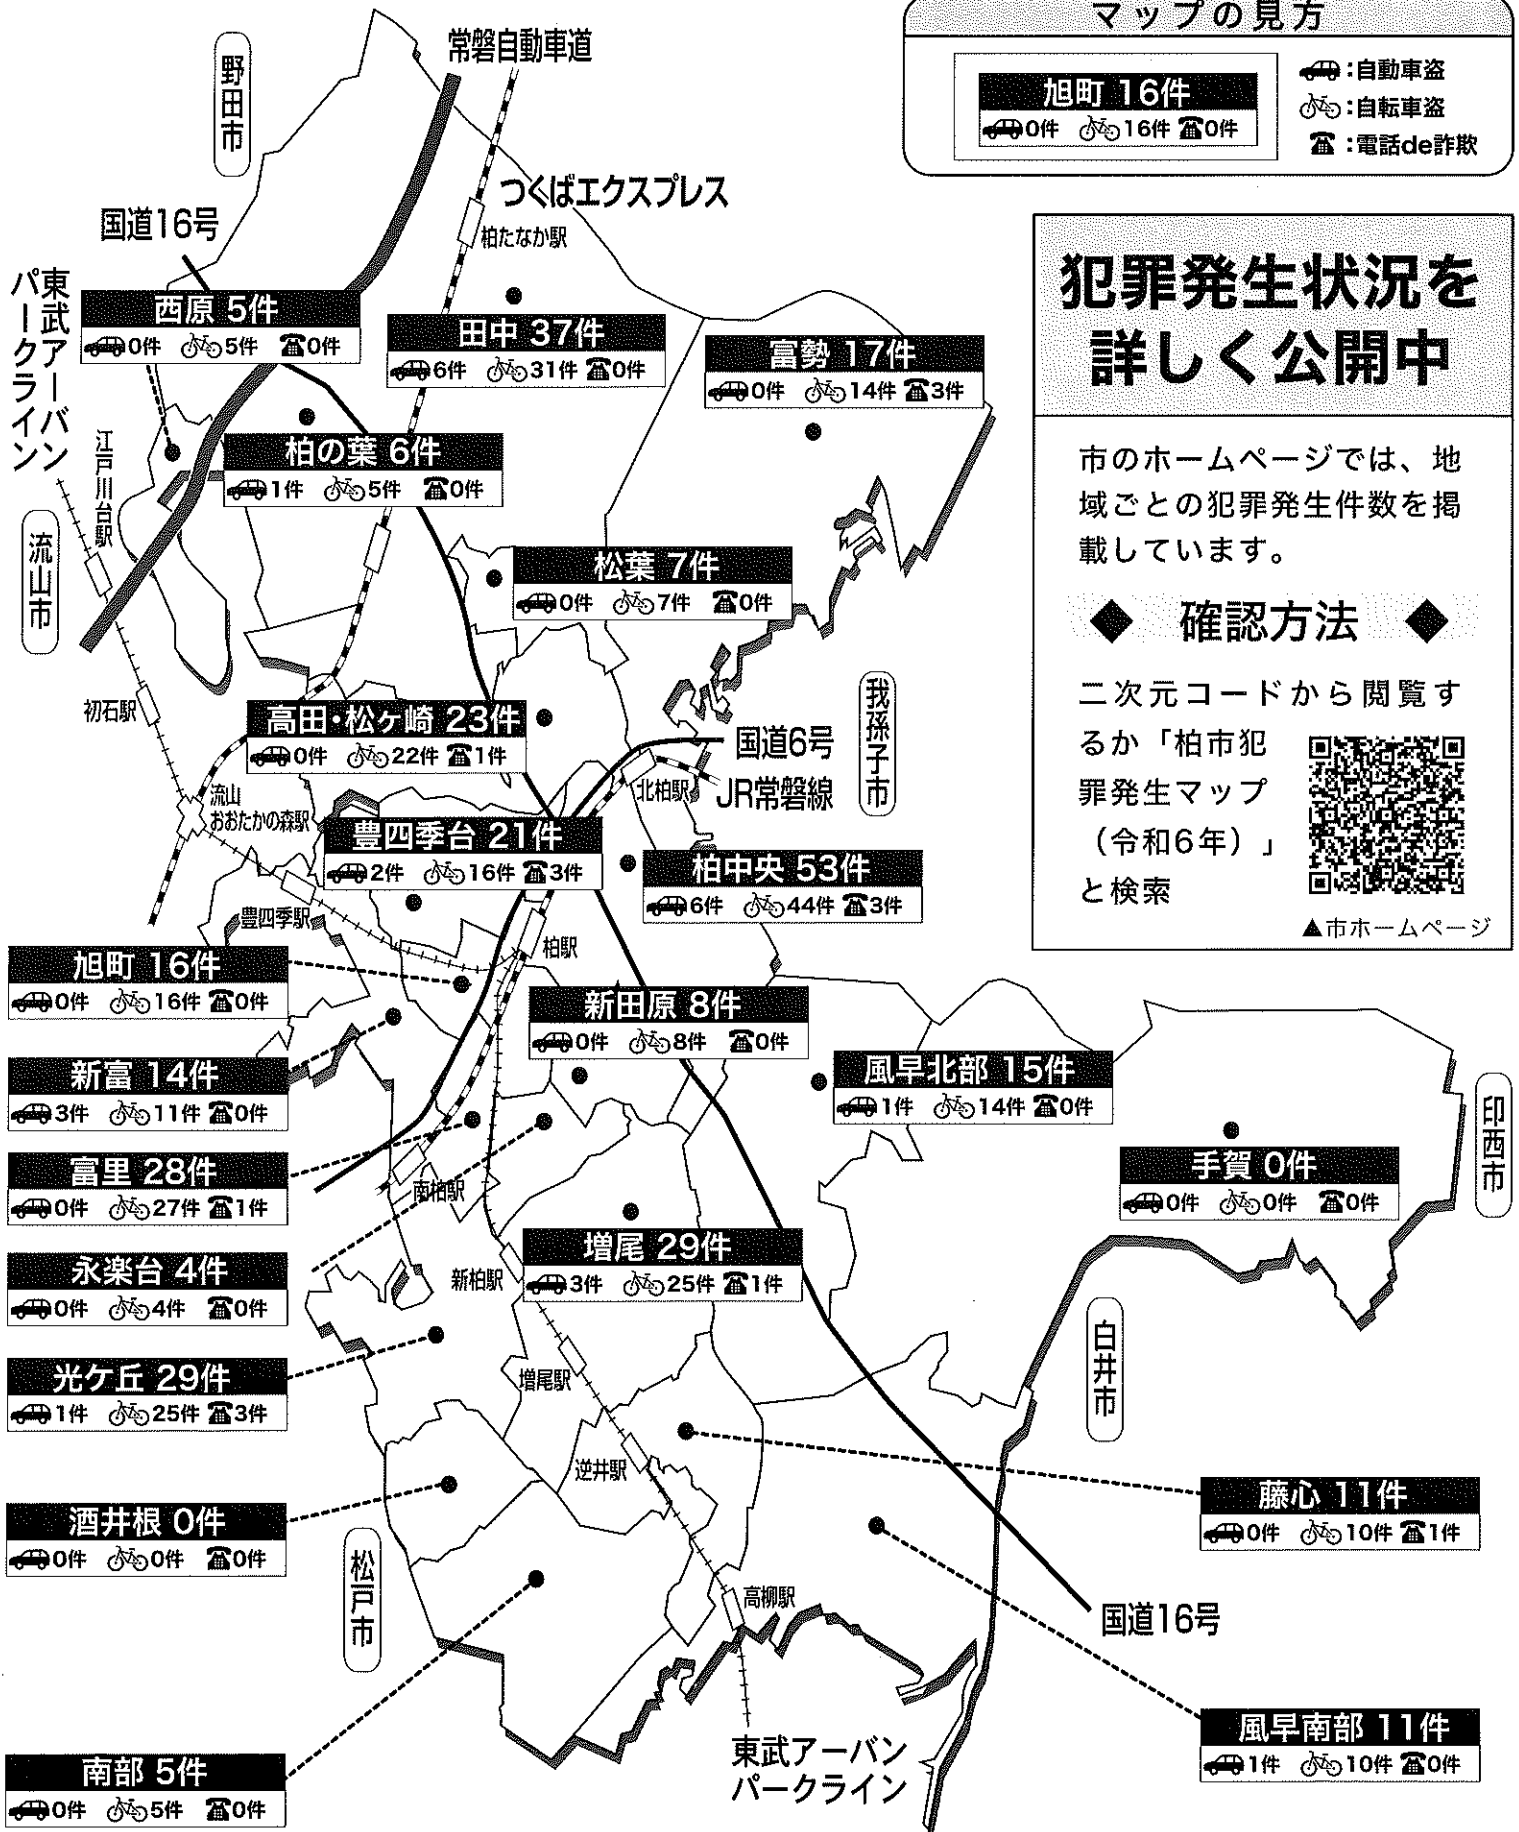 マップの見方
旭町 16件
0件 16件 0件
：自動車盗
：自転車盗
：電話de詐欺
犯罪発生状況を
詳しく公開中
市のホームページでは、地
域ごとの犯罪発生件数を掲
載しています。
◆ 確認方法 ◆
二次元コードから閲覧す
るか「柏市犯
罪発生マップ
（令和6年）」
と検索
▲市ホームページ
常磐自動車道
野田市
つくばエクスプレス
柏たなか駅
国道16号
東武アーバン
パークライン
西原 5件
0件 5件 0件
田中 37件
6件 31件 0件
富勢 17件
0件 14件 3件
柏の葉 6件
1件 5件 0件
江戸川台駅
流山市
松葉 7件
0件 7件 0件
初石駅
我孫子市
高田・松ヶ崎 23件
0件 22件 1件
国道6号
北柏駅
JR常磐線
流山
おおたかの森駅
豊四季台 21件
2件 16件 3件
柏中央 53件
6件 44件 3件
豊四季駅
柏駅
旭町 16件
0件 16件 0件
新田原 8件
0件 8件 0件
新富 14件
3件 11件 0件
風早北部 15件
1件 14件 0件
印西市
手賀 0件
0件 0件 0件
富里 28件
0件 27件 1件
南柏駅
永楽台 4件
0件 4件 0件
新柏駅
増尾 29件
3件 25件 1件
白井市
光ケ丘 29件
1件 25件 3件
増尾駅
逆井駅
藤心 11件
0件 10件 1件
酒井根 0件
0件 0件 0件
松戸市
高柳駅
国道16号
風早南部 11件
1件 10件 0件
東武アーバン
パークライン
南部 5件
0件 5件 0件